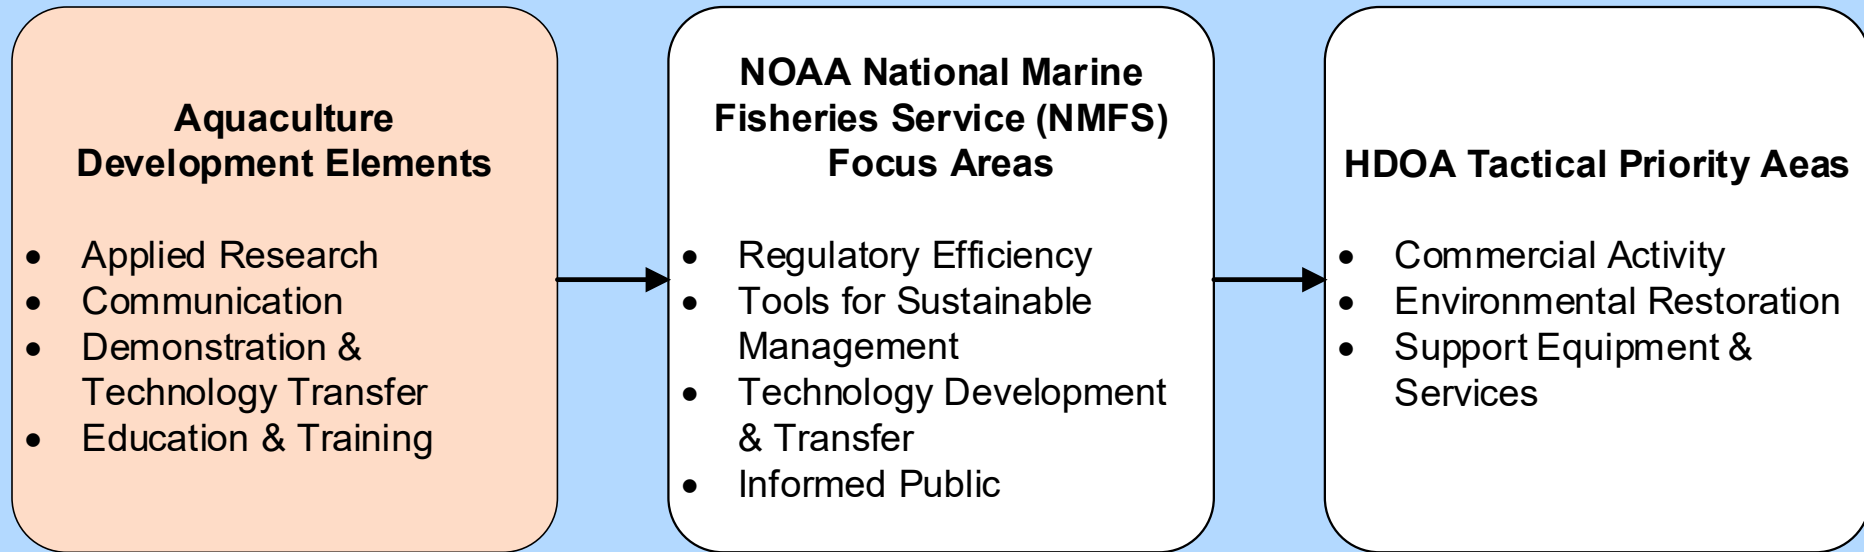 Aquaculture
Development Elements
• Applied Research
• Communication
• Demonstration &
Technology Transfer
• Education & Training
NOAA National Marine
Fisheries Service (NMFS)
Focus Areas
• Regulatory Efficiency
• Tools for Sustainable
Management
• Technology Development
& Transfer
• Informed Public
HDOA Tactical Priority Aeas
• Commercial Activity
• Environmental Restoration
• Support Equipment &
Services